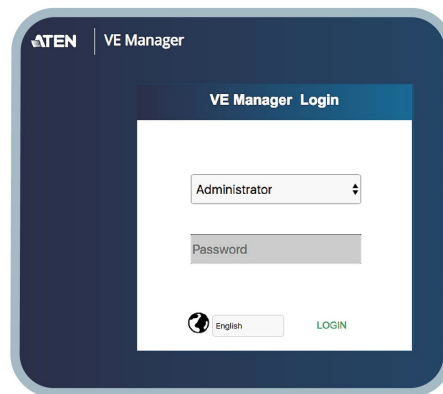 ATEN VE Manager
VE Manager Login
Administrator
Password
English LOGIN